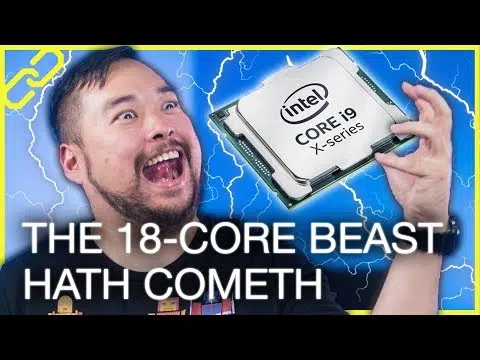 intel
CORE i9
X-series
THE 18-CORE BEAST
HATH COMETH